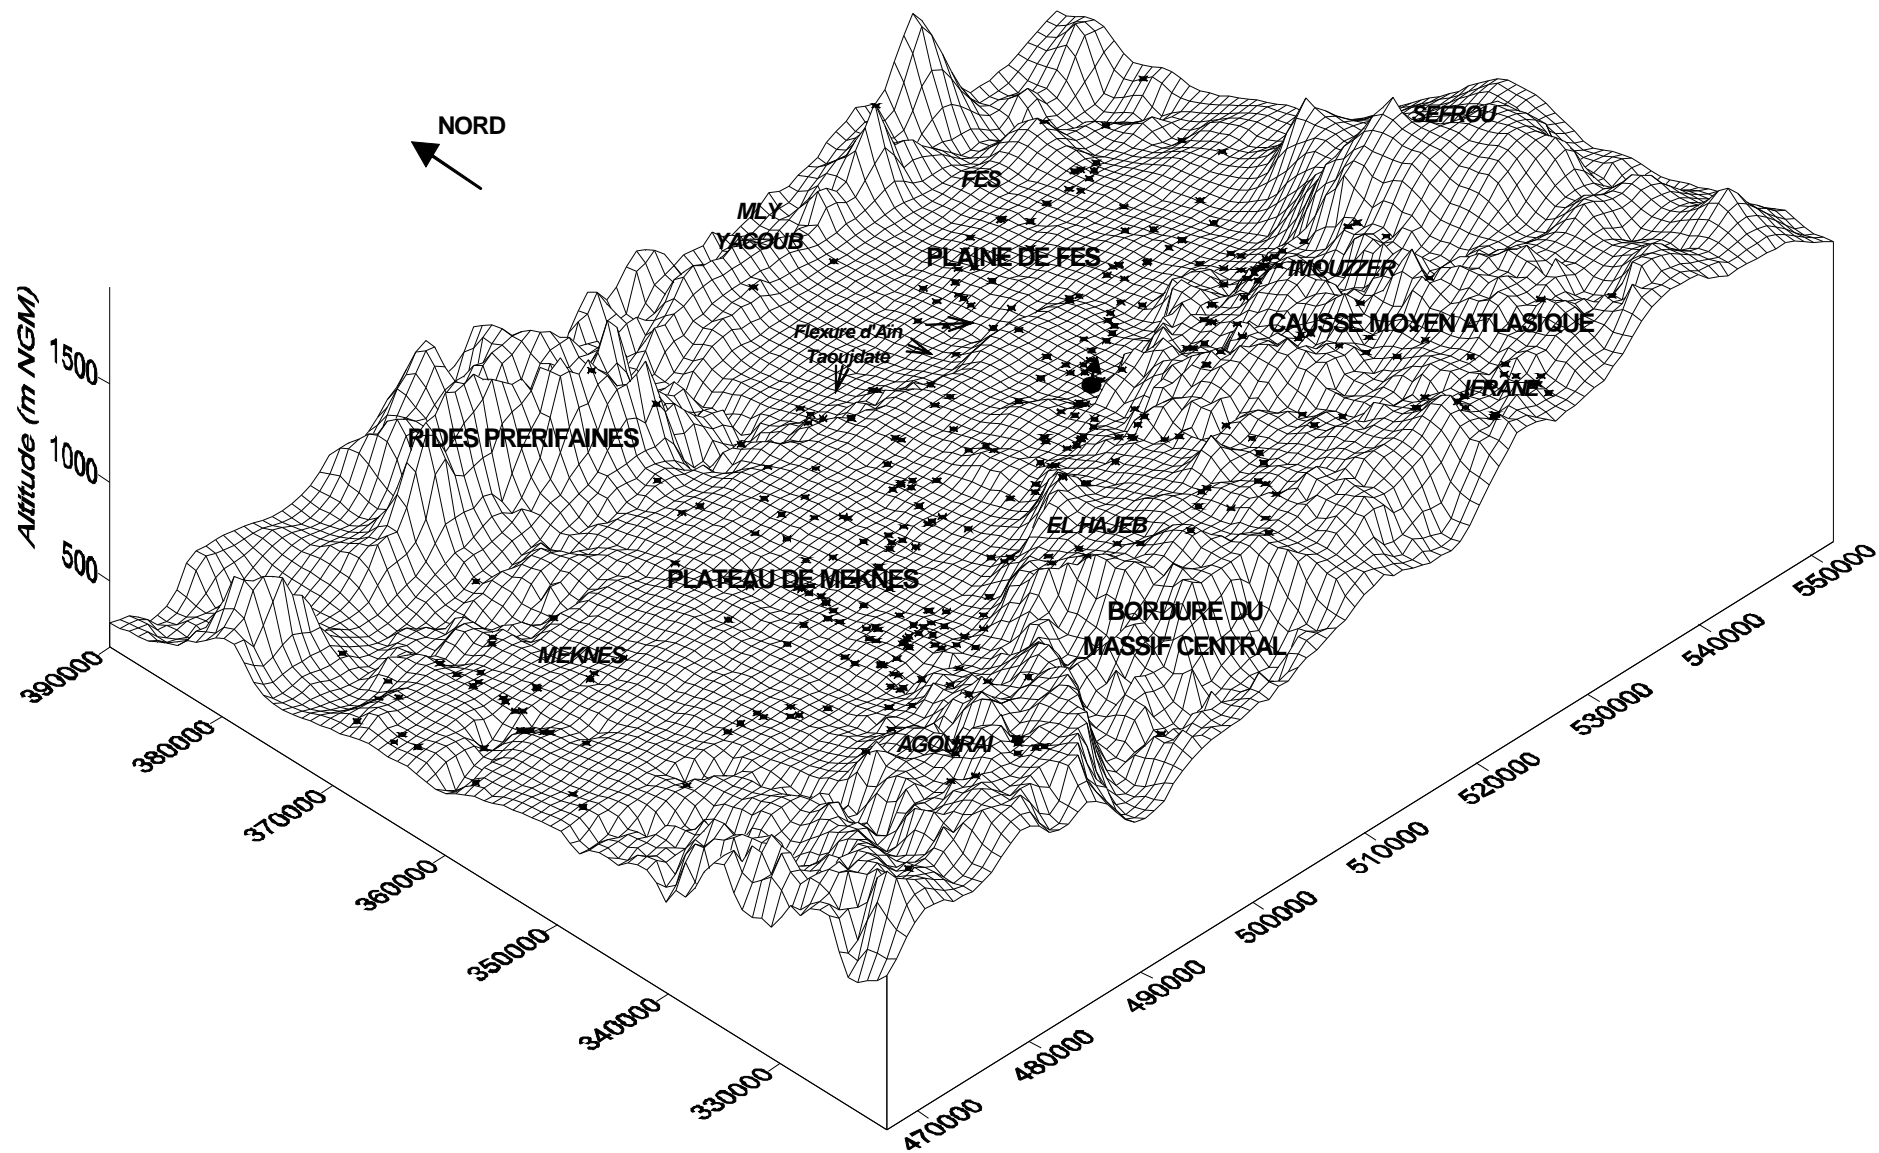 NORD
SEFROU
FES
MLY
YACOUB
PLAINE DE FES
IMOUZZER
CAUSSE MOYEN ATLASIQUE
Flexure d'Aïn
Taoujdate
IFRANE
RIDES PRERIFAINES
EL HAJEB
PLATEAU DE MEKNES
BORDURE DU
MASSIF CENTRAL
MEKNES
AGOURAI
Altitude (m NGM)
1500
1000
500
390000
380000
370000
360000
350000
340000
330000
470000
480000
490000
500000
510000
520000
530000
540000
550000